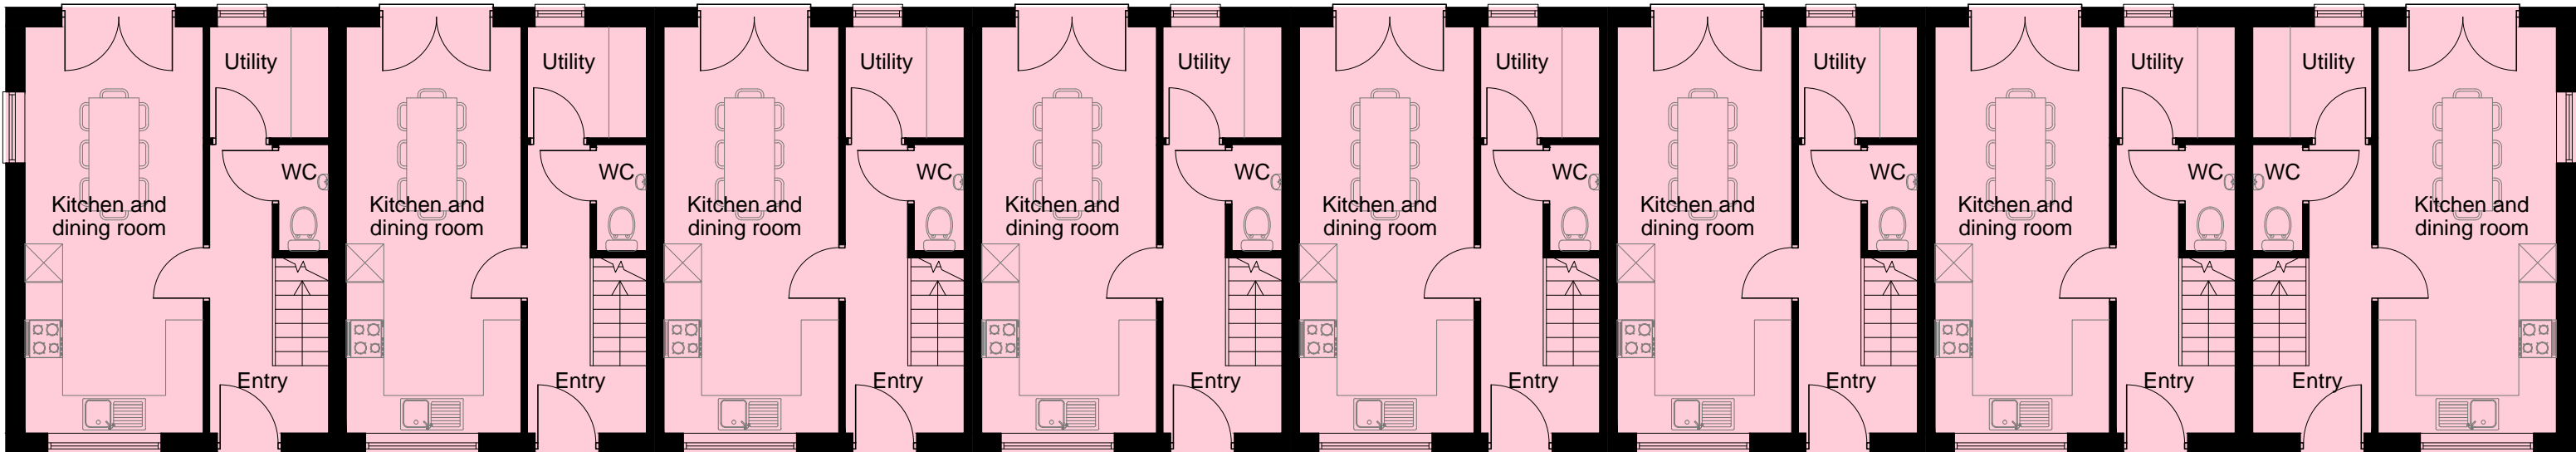 Utility
WC
Kitchen and
dining room
Entry
Utility
WC
Kitchen and
dining room
Entry
Utility
WC
Kitchen and
dining room
Entry
Utility
WC
Kitchen and
dining room
Entry
Utility
WC
Kitchen and
dining room
Entry
Utility
WC
Kitchen and
dining room
Entry
Utility
WC
Kitchen and
dining room
Entry
Utility
WC
Kitchen and
dining room
Entry